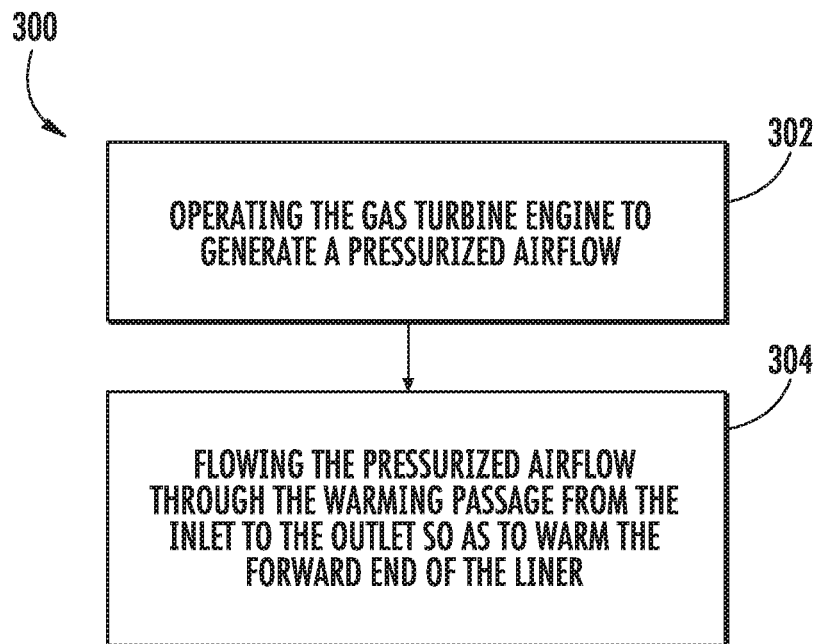 300
302
OPERATING THE GAS TURBINE ENGINE TO
GENERATE A PRESSURIZED AIRFLOW
304
FLOWING THE PRESSURIZED AIRFLOW
THROUGH THE WARMING PASSAGE FROM THE
INLET TO THE OUTLET SO AS TO WARM THE
FORWARD END OF THE LINER